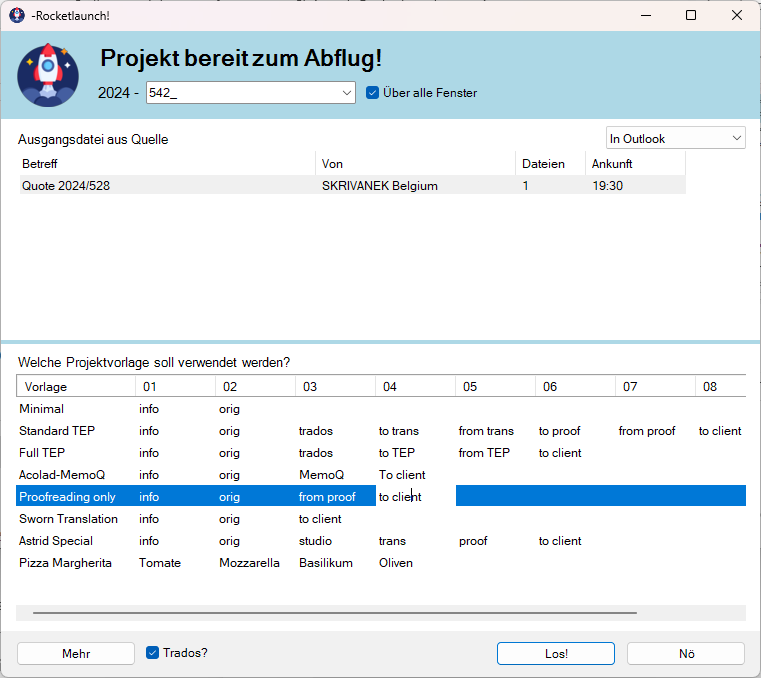 -Rocketlaunch!
Projekt bereit zum Abflug!
2024 - 542_ Über alle Fenster
Ausgangsdatei aus Quelle In Outlook
Betreff Von Dateien Ankunft
Quote 2024/528 SKRIVANEK Belgium 1 19:30
Welche Projektvorlage soll verwendet werden?
Vorlage 01 02 03 04 05 06 07 08
Minimal info orig
Standard TEP info orig trados to trans from trans to proof from proof to client
Full TEP info orig trados to TEP from TEP to client
Acolad-MemoQ info orig MemoQ To client
Proofreading only info orig from proof to client
Sworn Translation info orig to client
Astrid Special info orig studio trans proof to client
Pizza Margherita Tomate Mozzarella Basilikum Oliven
Mehr Trados? Los! Nö